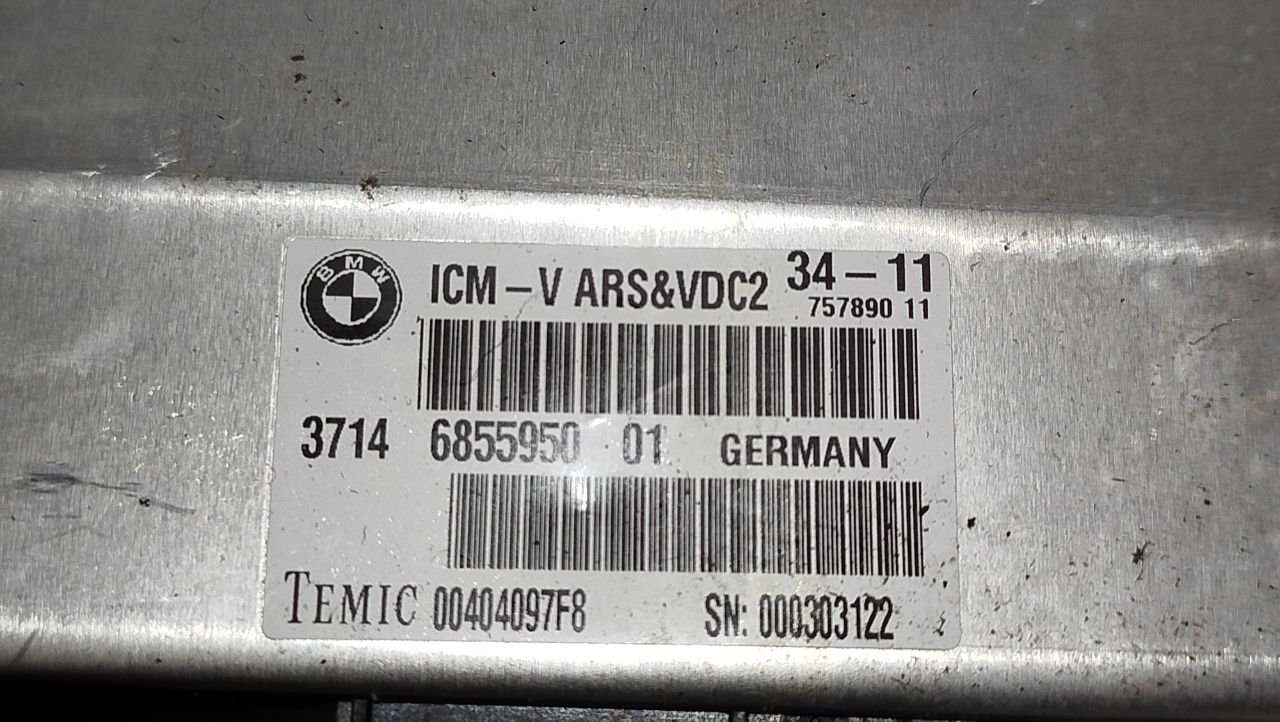 BMW
ICM -V ARS&VDC2 34-11
757890 11
3714 6855950 01 GERMANY
TEMIC 00404097F8 SN: 000303122